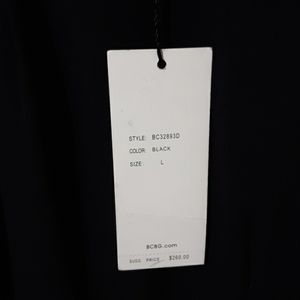 STYLE: BC32893D
COLOR: BLACK
SIZE: L
BCBG.com
SUGG. PRICE $260.00